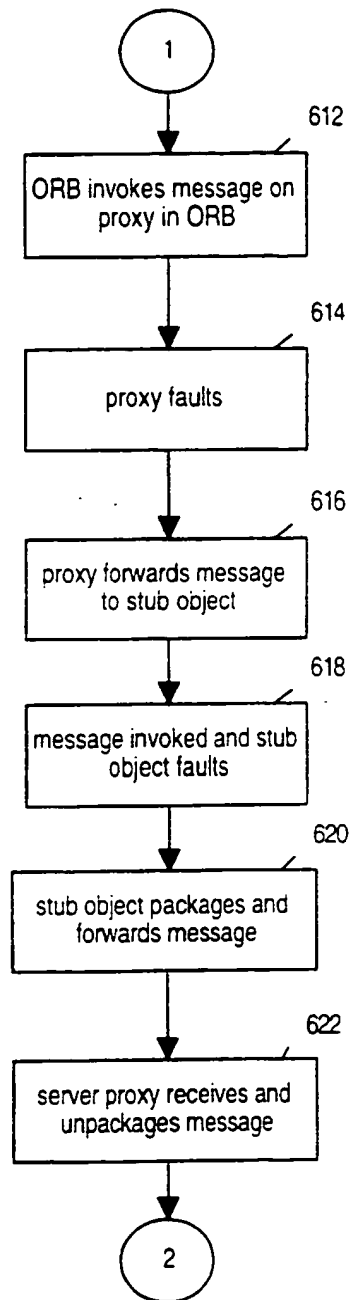 1
612
ORB invokes message on
proxy in ORB
614
proxy faults
616
proxy forwards message
to stub object
618
message invoked and stub
object faults
620
stub object packages and
forwards message
622
server proxy receives and
unpackages message
2